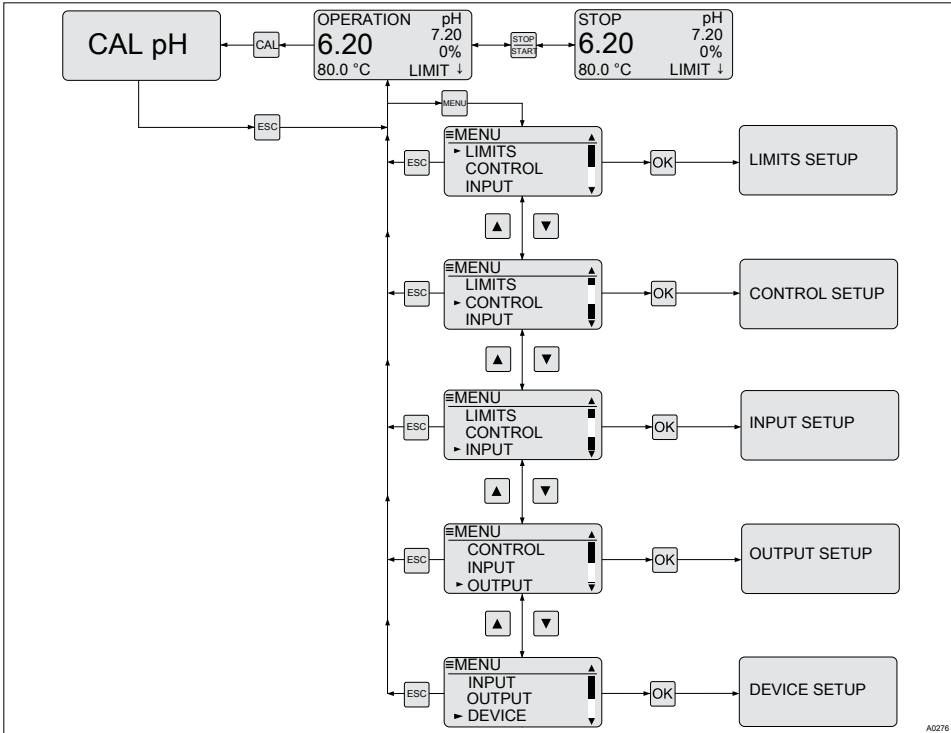 CAL pH
CAL
OPERATION pH
6.20 7.20
0%
80.0 °C LIMIT ↓
STOP
START
STOP pH
6.20 7.20
0%
80.0 °C LIMIT ↓
ESC
MENU
≡MENU
► LIMITS
CONTROL
INPUT
ESC
OK
LIMITS SETUP
▲ ▼
≡MENU
LIMITS
► CONTROL
INPUT
ESC
OK
CONTROL SETUP
▲ ▼
≡MENU
LIMITS
CONTROL
► INPUT
ESC
OK
INPUT SETUP
▲ ▼
≡MENU
CONTROL
INPUT
► OUTPUT
ESC
OK
OUTPUT SETUP
▲ ▼
≡MENU
INPUT
OUTPUT
► DEVICE
ESC
OK
DEVICE SETUP
A0276